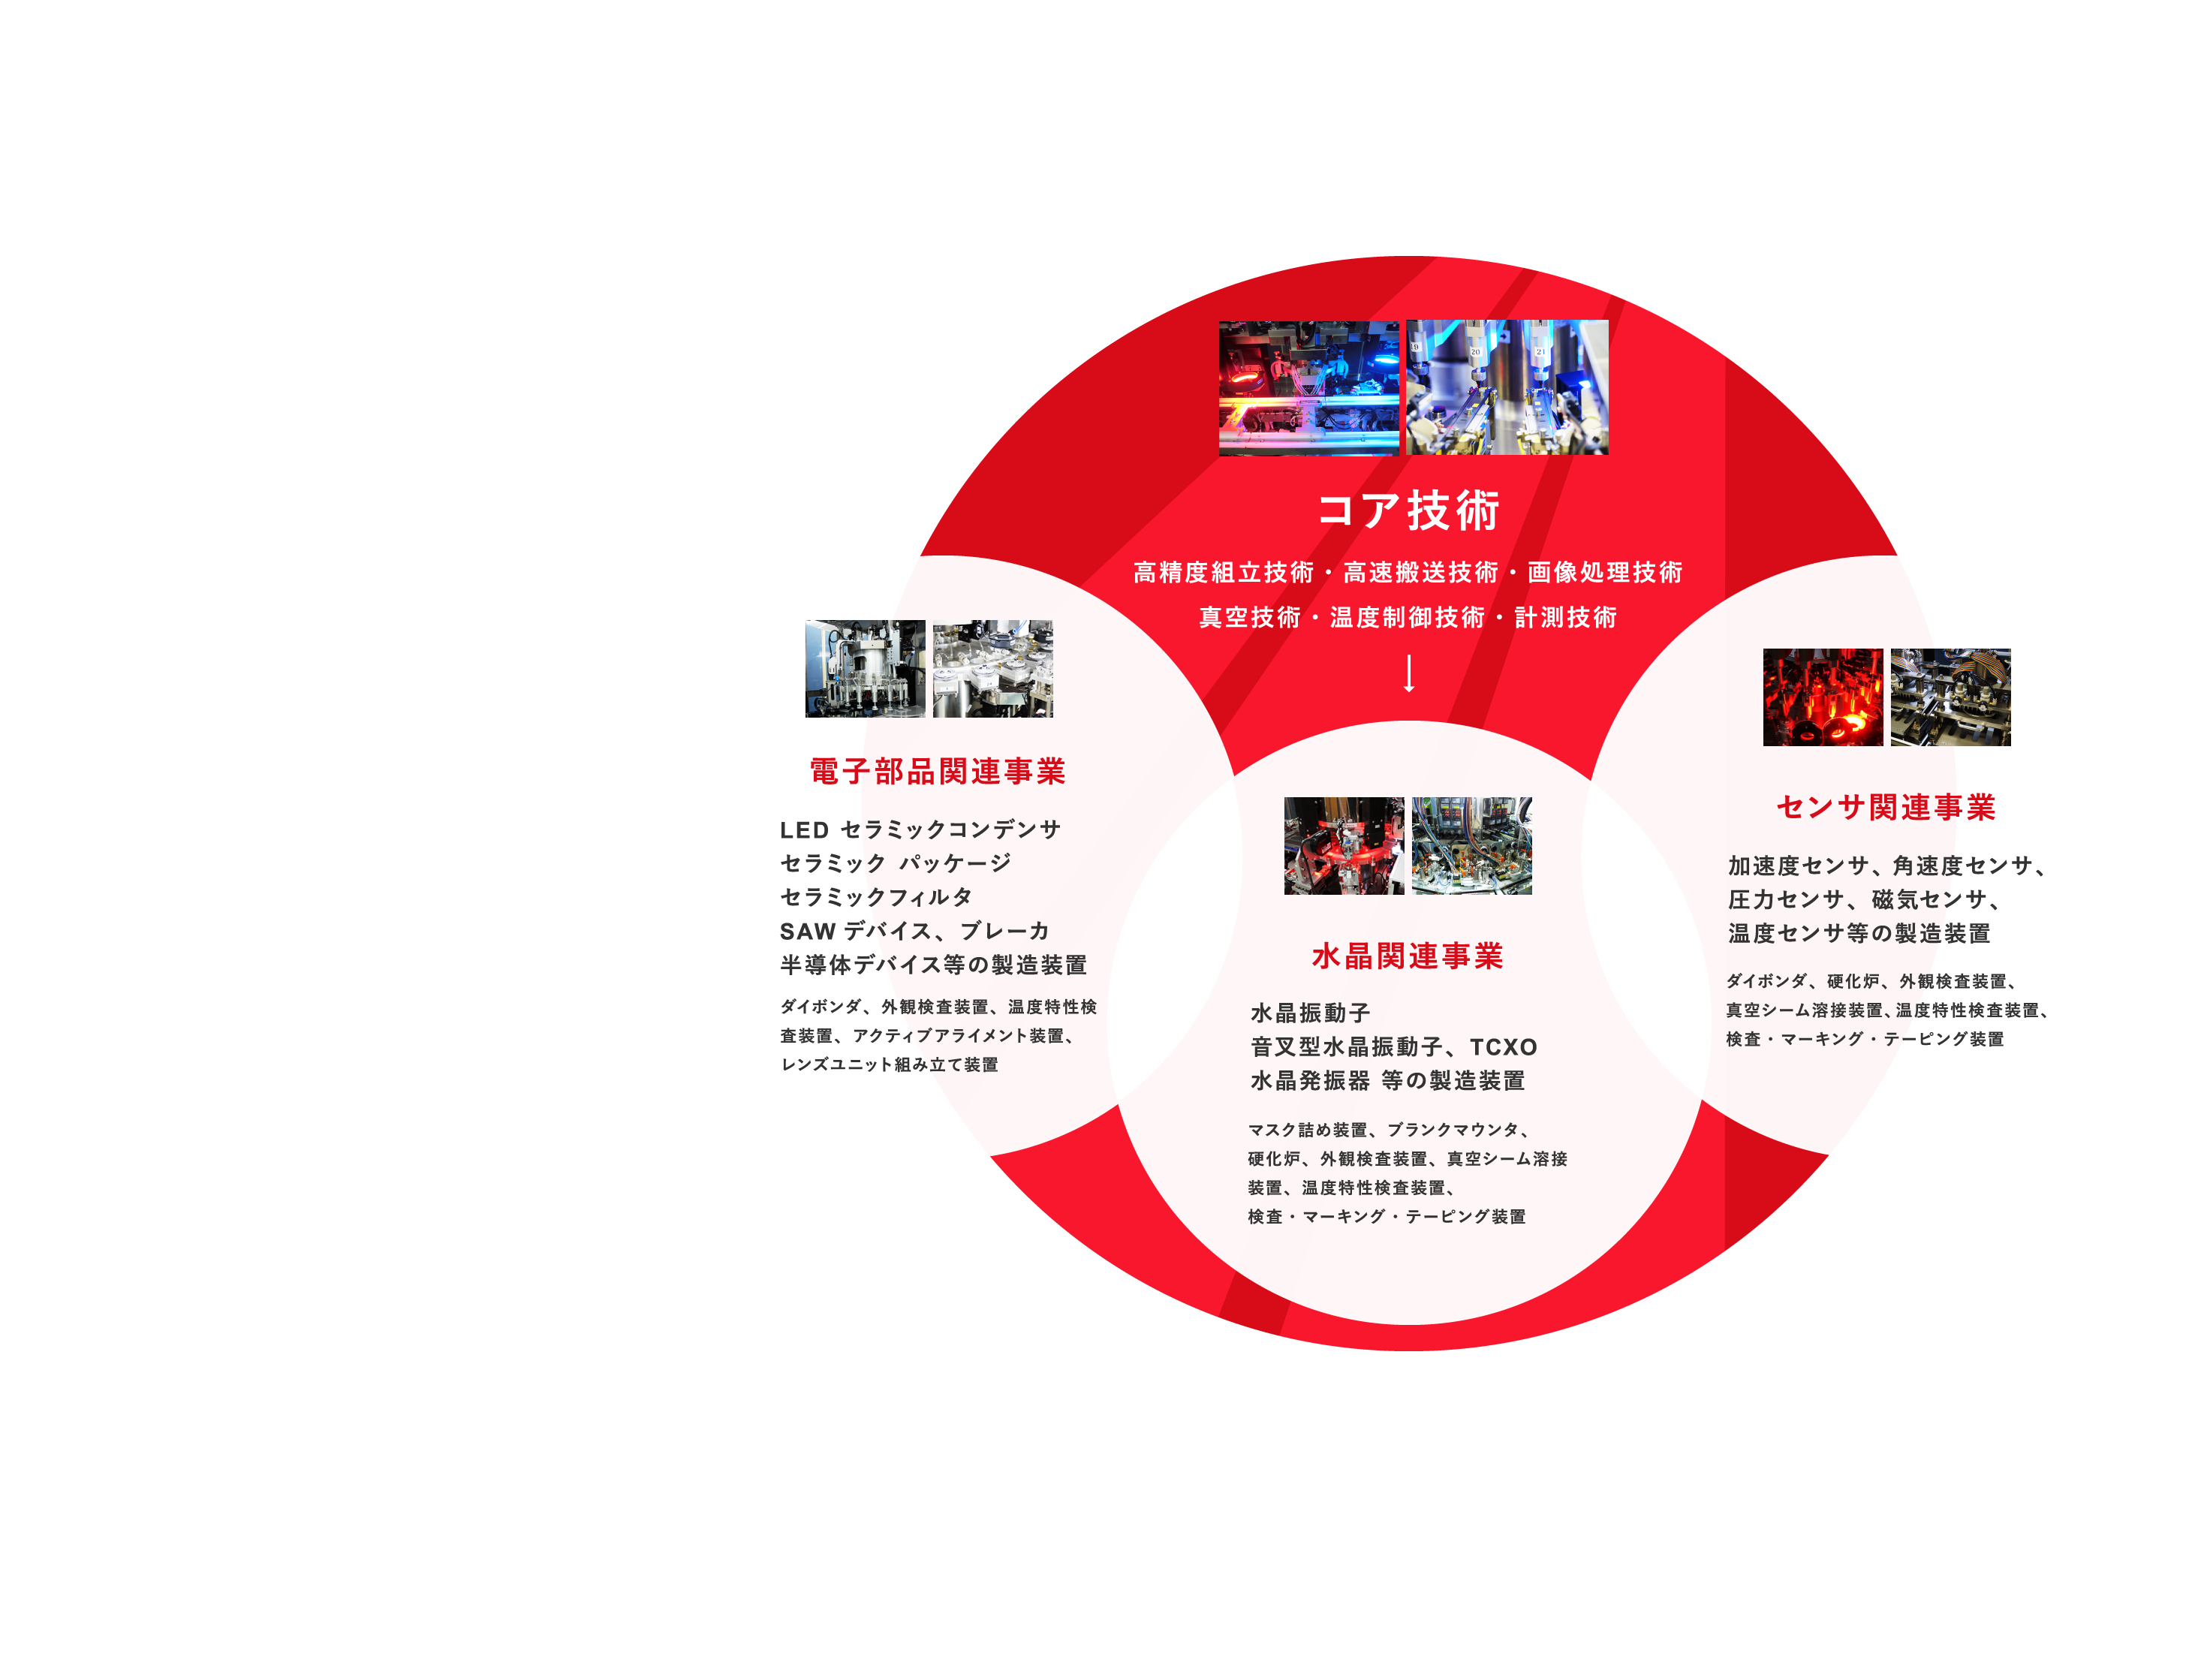 19
20
21
コア技術
高精度組立技術・高速搬送技術・画像処理技術
真空技術・温度制御技術・計測技術
電子部品関連事業
LED セラミックコンデンサ
セラミック パッケージ
セラミックフィルタ
SAW デバイス、ブレーカ
半導体デバイス等の製造装置
ダイボンダ、外観検査装置、温度特性検
査装置、アクティブアライメント装置、
レンズユニット組み立て装置
水晶関連事業
水晶振動子
音叉型水晶振動子、TCXO
水晶発振器 等の製造装置
マスク詰め装置、ブランクマウンタ、
硬化炉、外観検査装置、真空シーム溶接
装置、温度特性検査装置、
検査・マーキング・テーピング装置
センサ関連事業
加速度センサ、角速度センサ、
圧力センサ、磁気センサ、
温度センサ等の製造装置
ダイボンダ、硬化炉、外観検査装置、
真空シーム溶接装置、温度特性検査装置、
検査・マーキング・テーピング装置